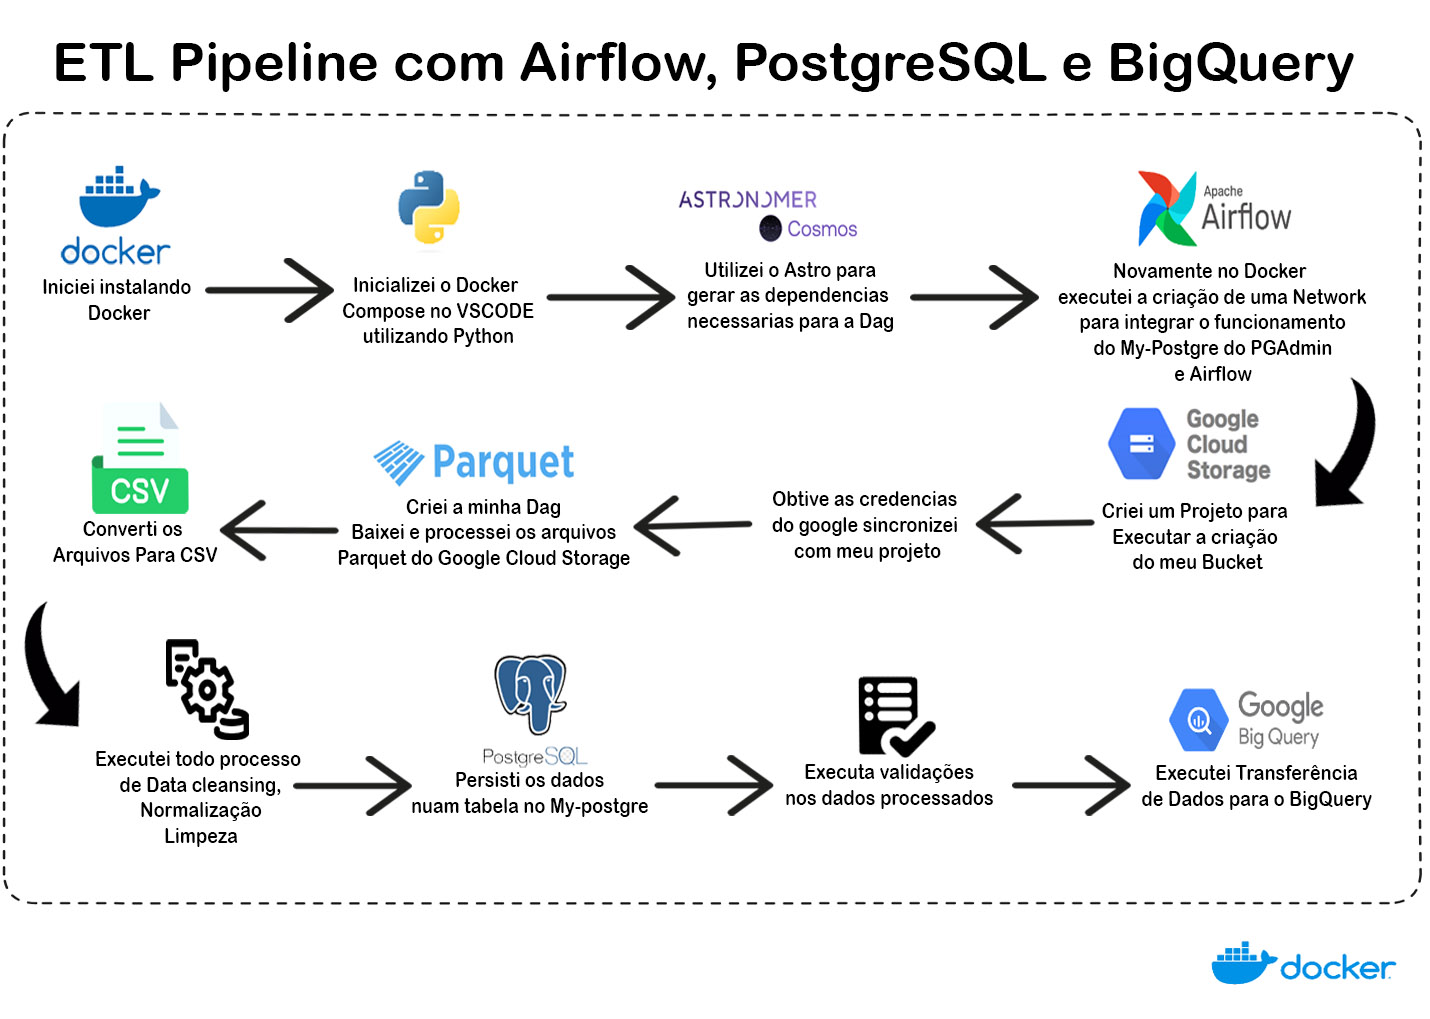 ETL Pipeline com Airflow, PostgreSQL e BigQuery
docker
Iniciei instalando
Docker
Inicializei o Docker
Compose no VSCODE
utilizando Python
ASTRONOMER
Cosmos
Utilizei o Astro para
gerar as dependencias
necessarias para a Dag
Apache
Airflow
Novamente no Docker
executei a criação de uma Network
para integrar o funcionamento
do My-Postgre do PGAdmin
e Airflow
Google
Cloud
Storage
Criei um Projeto para
Executar a criação
do meu Bucket
Obtive as credencias
do google sincronizei
com meu projeto
Parquet
Criei a minha Dag
Baixei e processei os arquivos
Parquet do Google Cloud Storage
CSV
Converti os
Arquivos Para CSV
Executei todo processo
de Data cleansing,
Normalização
Limpeza
PostgreSQL
Persisti os dados
nuam tabela no My-postgre
Executa validações
nos dados processados
Google
Big Query
Executei Transferência
de Dados para o BigQuery
docker